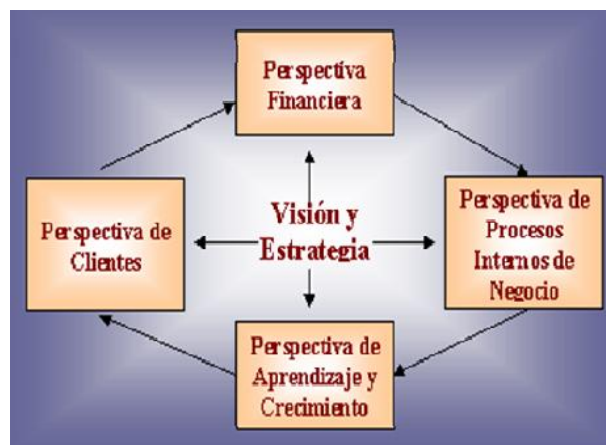 Perspectiva
Financiera
Perspectiva de
Clientes
Visión y
Estrategia
Perspectiva de
Procesos
Internos de
Negocio
Perspectiva de
Aprendizaje y
Crecimiento